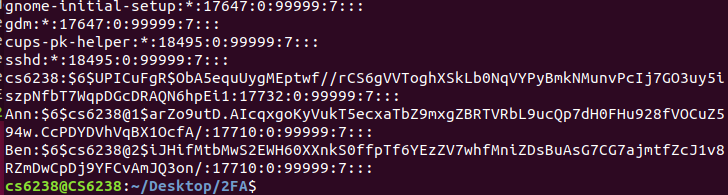 gnome-initial-setup:*:17647:0:99999:7:::
gdm:*:17647:0:99999:7:::
cups-pk-helper:*:18495:0:99999:7:::
sshd:*:18495:0:99999:7:::
cs6238:$6$UPICuFgR$ObA5equUygMEptwf//rCS6gVVToghXSkLb0NqVYPyBmkNMunvPcIj7GO3uy5i
szpNfbT7WqpDGcDRAQN6hpEi1:17732:0:99999:7:::
Ann:$6$cs6238@1$arZo9utD.AIcqxgoKyVukT5ecxaTbZ9mxgZBRTVRbL9ucQp7dH0FHu928fVOCuZ5
94w.CcPDYDVhVqBX1OcfA/:17710:0:99999:7:::
Ben:$6$cs6238@2$iJHifMtbMwS2EWH60XXnkS0ffpTf6YEzZV7whfMniZDsBuAsG7CG7ajmtfZcJ1v8
RZmDwCpDj9YFCvAmJQ3on/:17710:0:99999:7:::
cs6238@CS6238:~/Desktop/2FA$